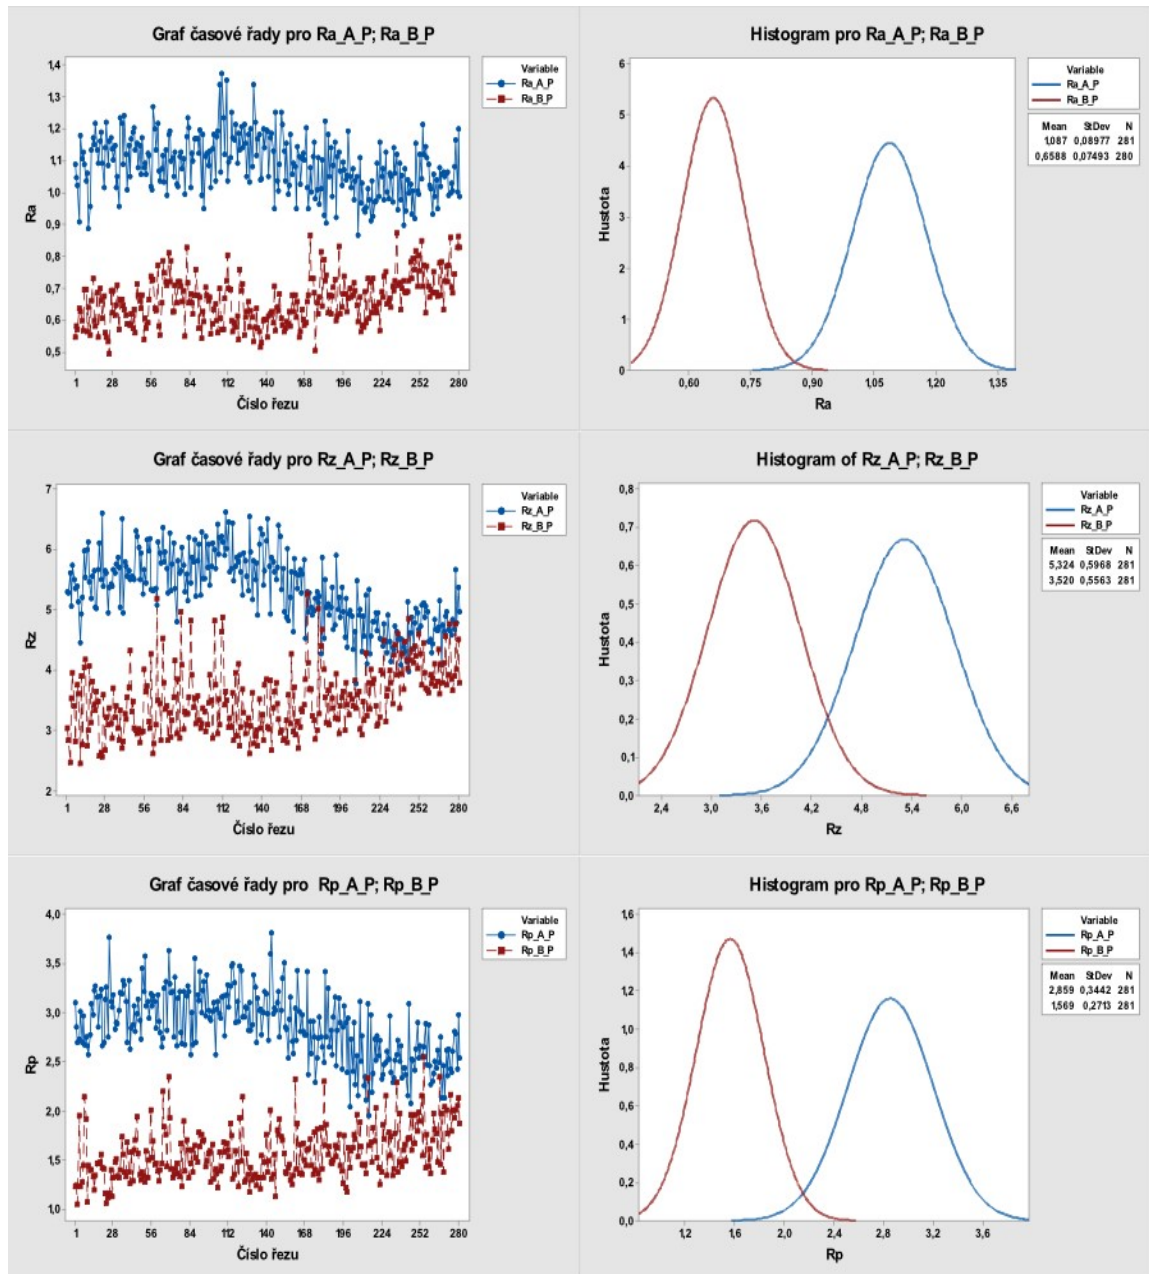 Graf časové řady pro Ra_A_P; Ra_B_P
Variable
Ra_A_P
Ra_B_P
1,4
1,3
1,2
1,1
1,0
0,9
0,8
0,7
0,6
0,5
Ra
1 28 56 84 112 140 168 196 224 252 280
Číslo řezu
Histogram pro Ra_A_P; Ra_B_P
Variable
Ra_A_P
Ra_B_P
Mean StDev N
1,087 0,08977 281
0,6588 0,07493 280
6
5
4
3
2
1
0
Hustota
0,60 0,75 0,90 1,05 1,20 1,35
Ra
Graf časové řady pro Rz_A_P; Rz_B_P
Variable
Rz_A_P
Rz_B_P
7
6
5
4
3
2
Rz
1 28 56 84 112 140 168 196 224 252 280
Číslo řezu
Histogram of Rz_A_P; Rz_B_P
Variable
Rz_A_P
Rz_B_P
Mean StDev N
5,324 0,5968 281
3,520 0,5563 281
0,8
0,7
0,6
0,5
0,4
0,3
0,2
0,1
0,0
Hustota
2,4 3,0 3,6 4,2 4,8 5,4 6,0 6,6
Rz
Graf časové řady pro Rp_A_P; Rp_B_P
Variable
Rp_A_P
Rp_B_P
4,0
3,5
3,0
2,5
2,0
1,5
1,0
Rp
1 28 56 84 112 140 168 196 224 252 280
Číslo řezu
Histogram pro Rp_A_P; Rp_B_P
Variable
Rp_A_P
Rp_B_P
Mean StDev N
2,859 0,3442 281
1,569 0,2713 281
1,6
1,4
1,2
1,0
0,8
0,6
0,4
0,2
0,0
Hustota
1,2 1,6 2,0 2,4 2,8 3,2 3,6
Rp